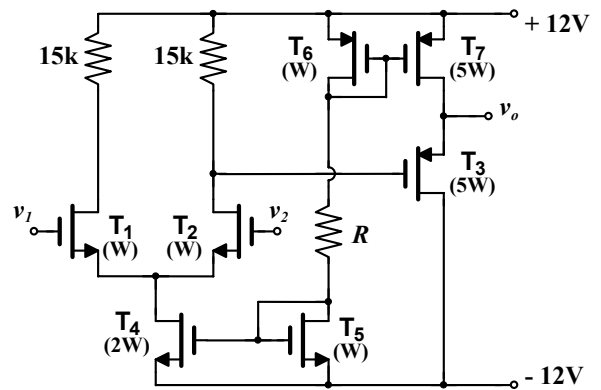 + 12V
15k
15k
T6
(W)
T7
(5W)
vo
T3
(5W)
v1
T1
(W)
T2
(W)
v2
R
T4
(2W)
T5
(W)
- 12V